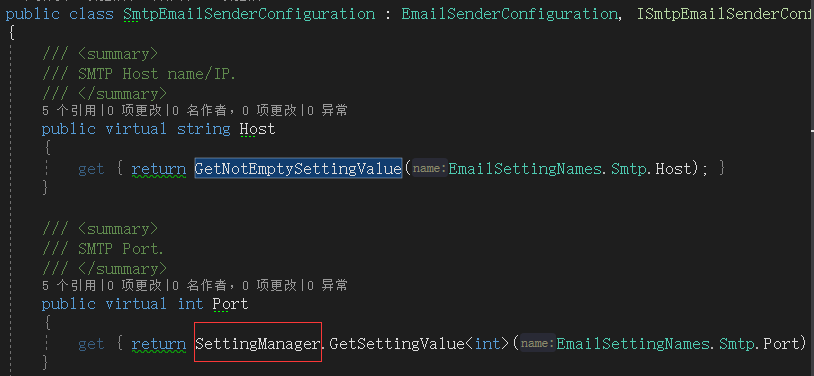 public class SmtpEmailSenderConfiguration : EmailSenderConfiguration, ISmtpEmailSenderConf
{
/// <summary>
/// SMTP Host name/IP.
/// </summary>
5 个引用|0 项更改|0 名作者，0 项更改|0 异常
public virtual string Host
{
get { return GetNotEmptySettingValue(name:EmailSettingNames.Smtp.Host); }
}
/// <summary>
/// SMTP Port.
/// </summary>
5 个引用|0 项更改|0 名作者，0 项更改|0 异常
public virtual int Port
{
get { return SettingManager.GetSettingValue<int>(name:EmailSettingNames.Smtp.Port)
}